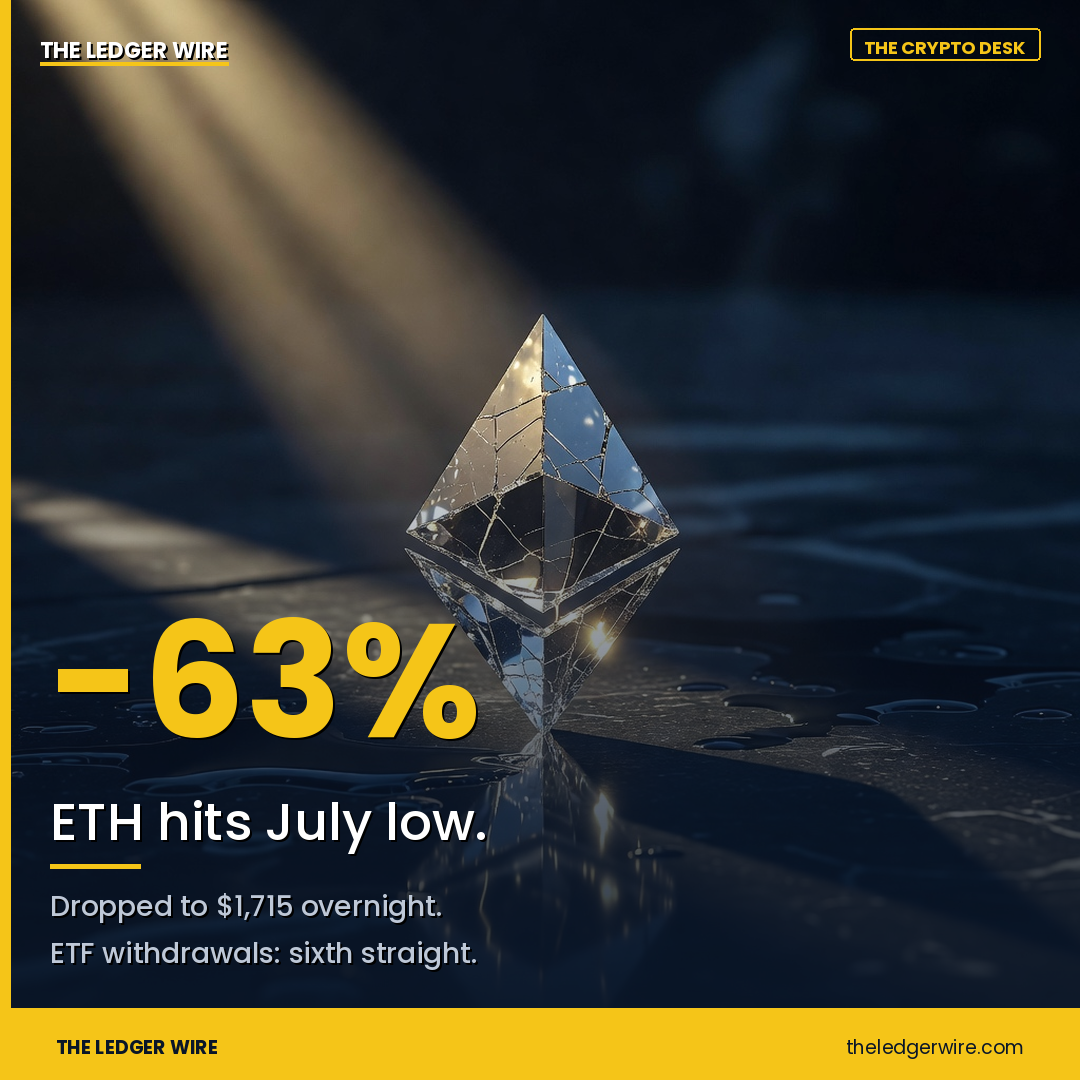 THE LEDGER WIRE
THE CRYPTO DESK
-63%
ETH hits July low.
Dropped to $1,715 overnight.
ETF withdrawals: sixth straight.
THE LEDGER WIRE
theledgerwire.com